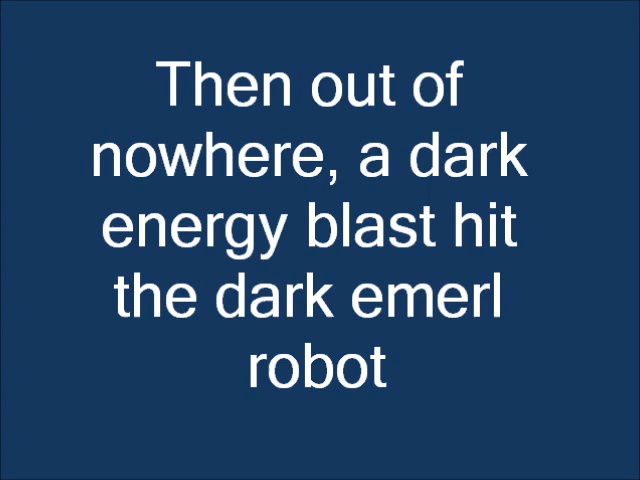 Then out of
nowhere, a dark
energy blast hit
the dark emerl
robot